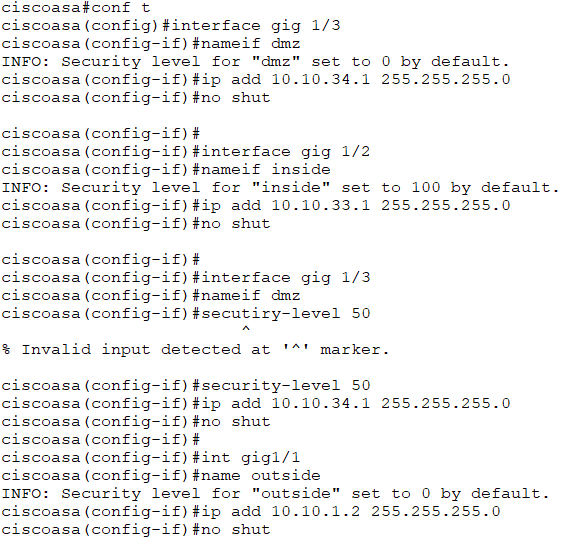 ciscoasa#conf t
ciscoasa(config)#interface gig 1/3
ciscoasa(config-if)#nameif dmz
INFO: Security level for "dmz" set to 0 by default.
ciscoasa(config-if)#ip add 10.10.34.1 255.255.255.0
ciscoasa(config-if)#no shut
ciscoasa(config-if)#
ciscoasa(config-if)#interface gig 1/2
ciscoasa(config-if)#nameif inside
INFO: Security level for "inside" set to 100 by default.
ciscoasa(config-if)#ip add 10.10.33.1 255.255.255.0
ciscoasa(config-if)#no shut
ciscoasa(config-if)#
ciscoasa(config-if)#interface gig 1/3
ciscoasa(config-if)#nameif dmz
ciscoasa(config-if)#secutiry-level 50
^
% Invalid input detected at '^' marker.
ciscoasa(config-if)#security-level 50
ciscoasa(config-if)#ip add 10.10.34.1 255.255.255.0
ciscoasa(config-if)#no shut
ciscoasa(config-if)#
ciscoasa(config-if)#int gig1/1
ciscoasa(config-if)#name outside
INFO: Security level for "outside" set to 0 by default.
ciscoasa(config-if)#ip add 10.10.1.2 255.255.255.0
ciscoasa(config-if)#no shut